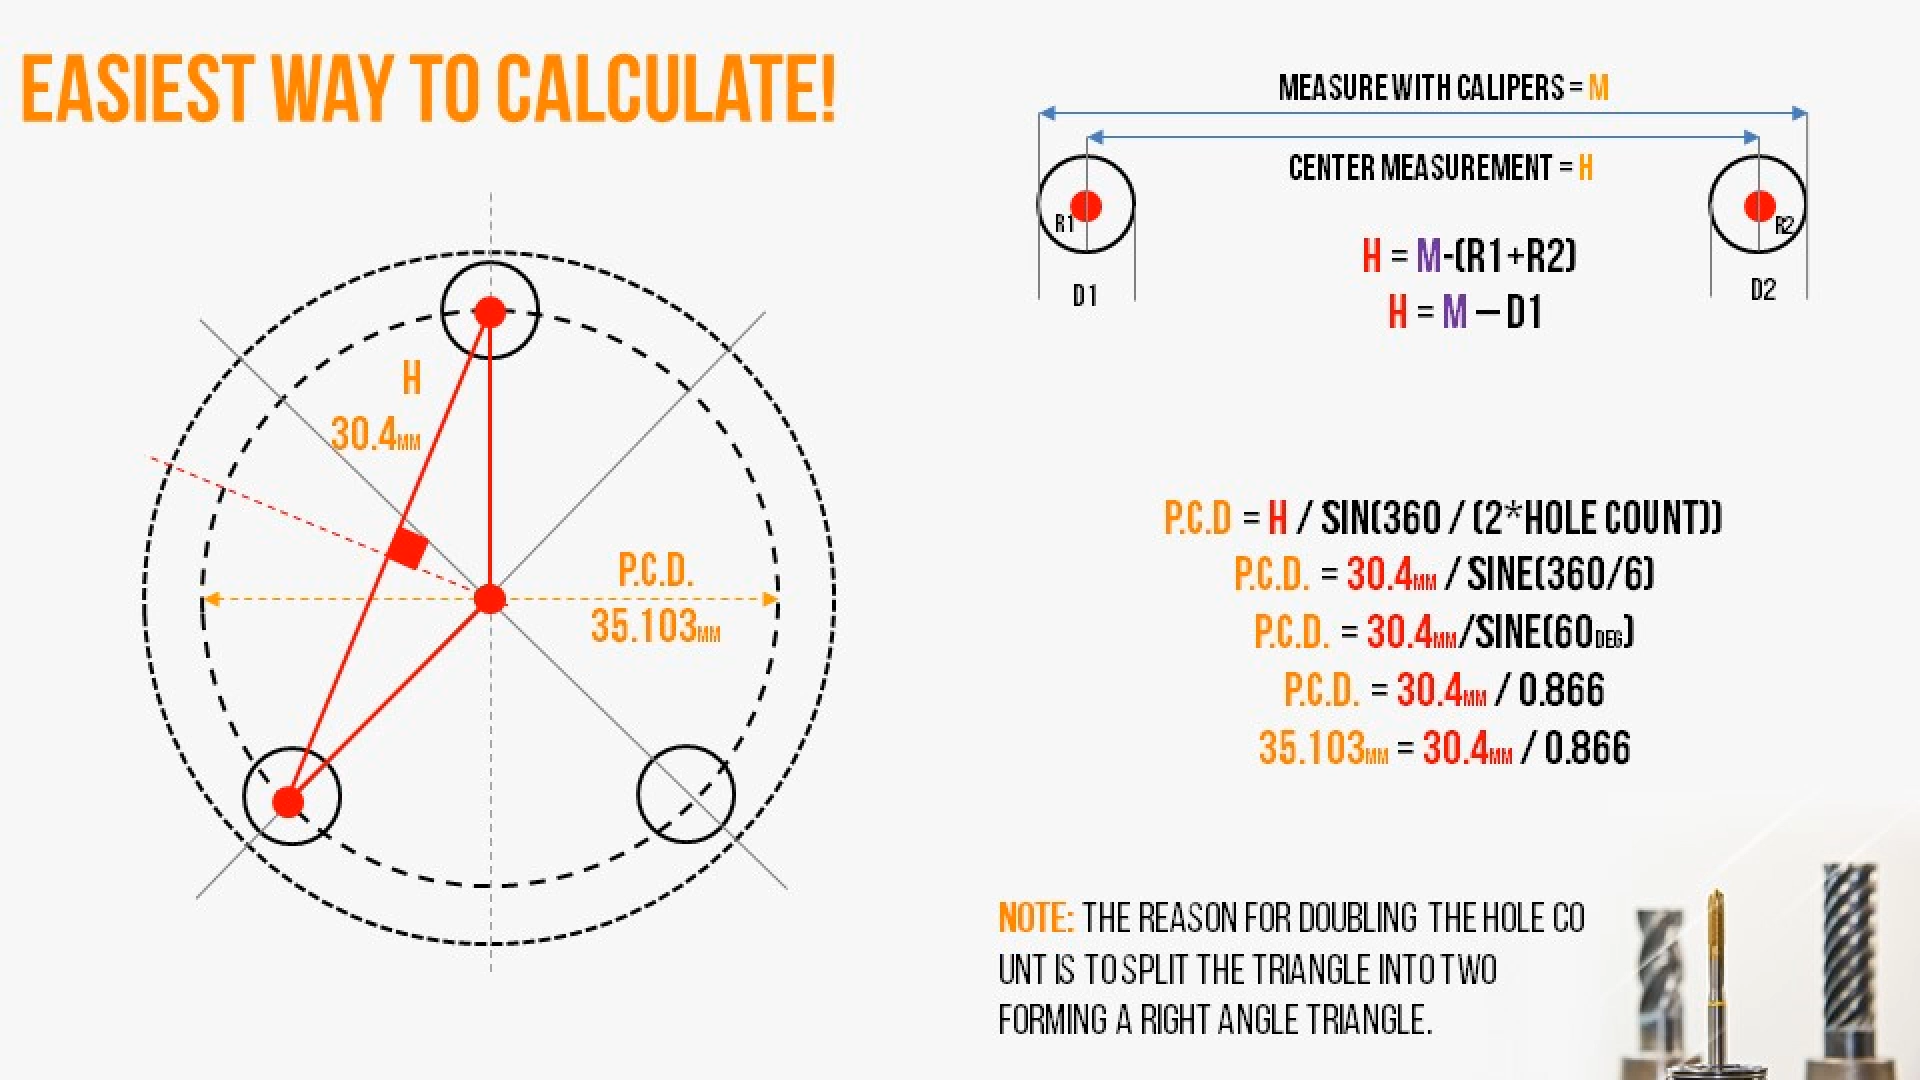 EASIEST WAY TO CALCULATE!
MEASURE WITH CALIPERS = M
CENTER MEASUREMENT = H
R1
R2
H = M-(R1+R2)
D1
D2
H = M – D1
H
30.4MM
P.C.D.
35.103MM
P.C.D = H / SIN(360 / (2*HOLE COUNT))
P.C.D. = 30.4MM / SINE(360/6)
P.C.D. = 30.4MM/SINE(60DEG)
P.C.D. = 30.4MM / 0.866
35.103MM = 30.4MM / 0.866
NOTE: THE REASON FOR DOUBLING THE HOLE CO
UNT IS TO SPLIT THE TRIANGLE INTO TWO
FORMING A RIGHT ANGLE TRIANGLE.